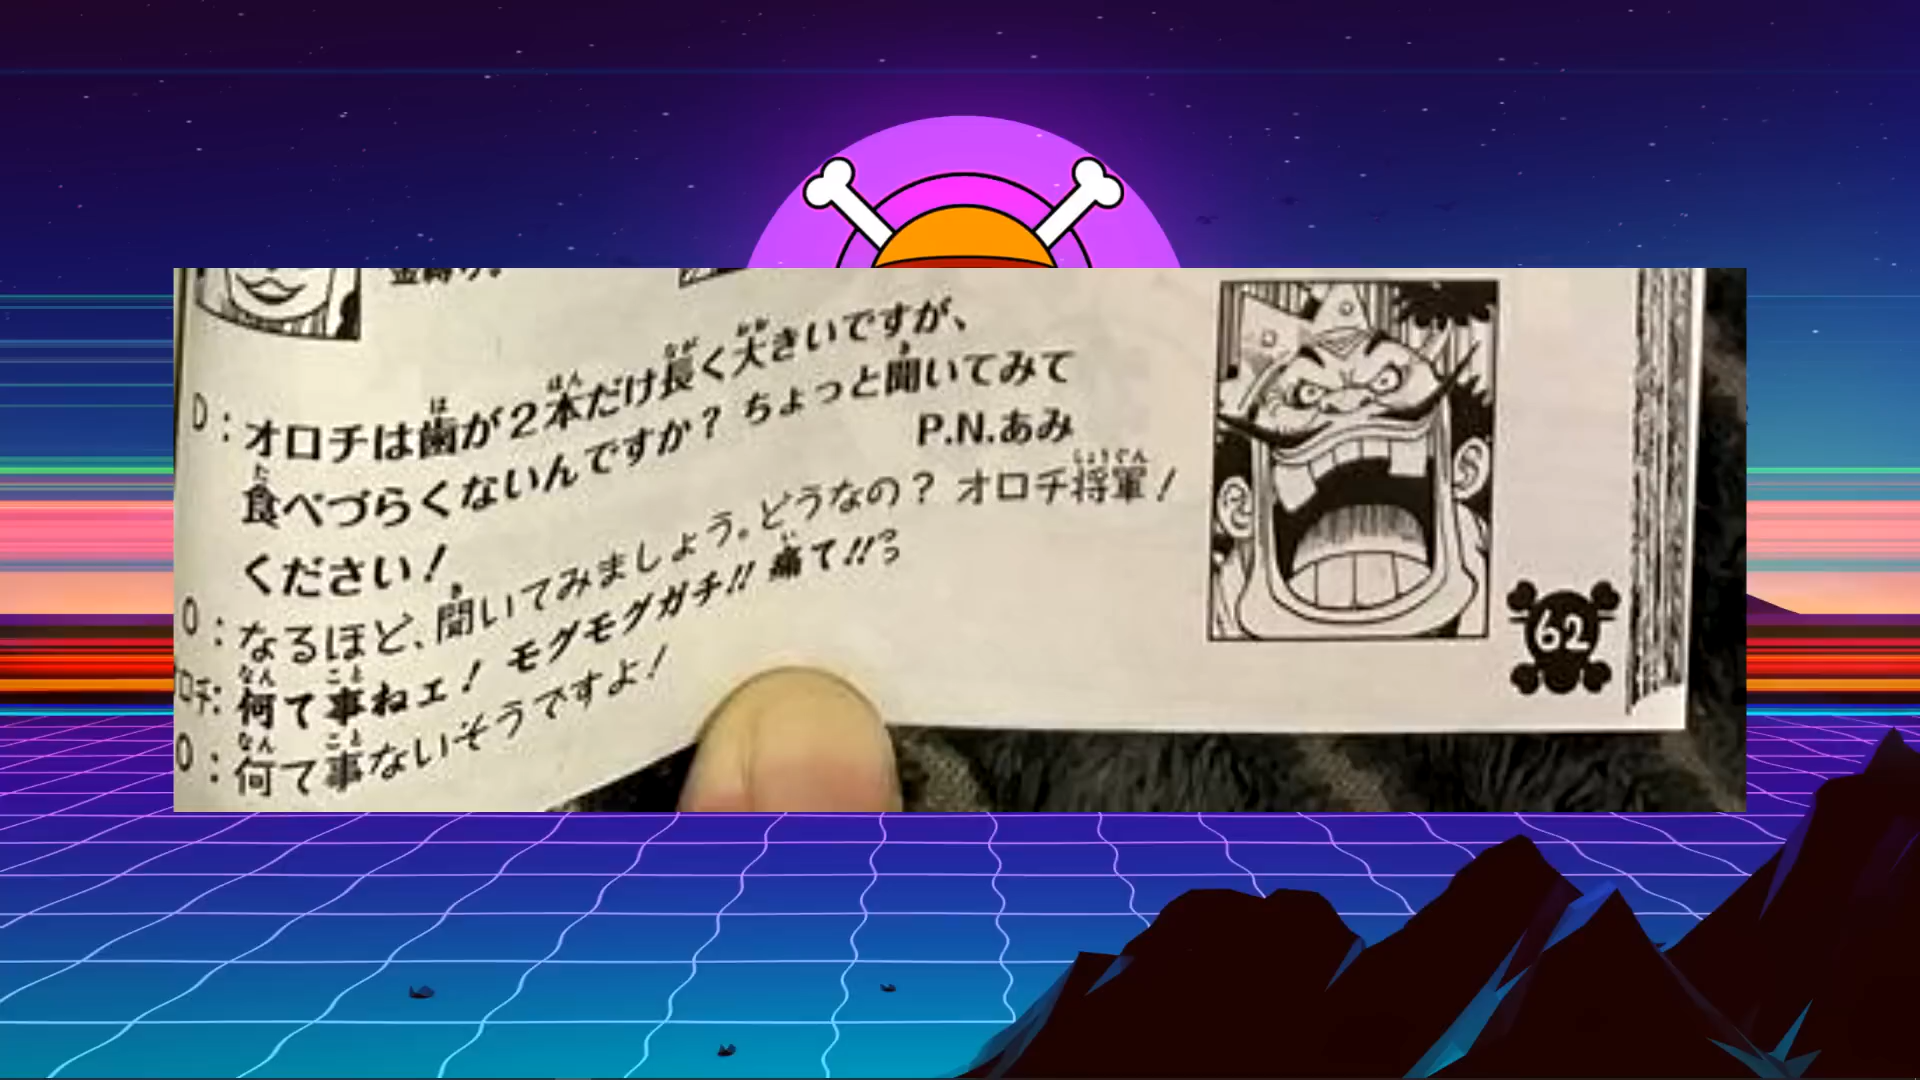 D：オロチは歯が２本だけ長く大きいですが、
食べづらくないんですか？ちょっと聞いてみて
ください！
P.N.あみ
O：なるほど、聞いてみましょう。どうなの？オロチ将軍！
ロチ：何て事ねェ！モグモグガチ!!痛て!!
O：何て事ないそうですよ！
62